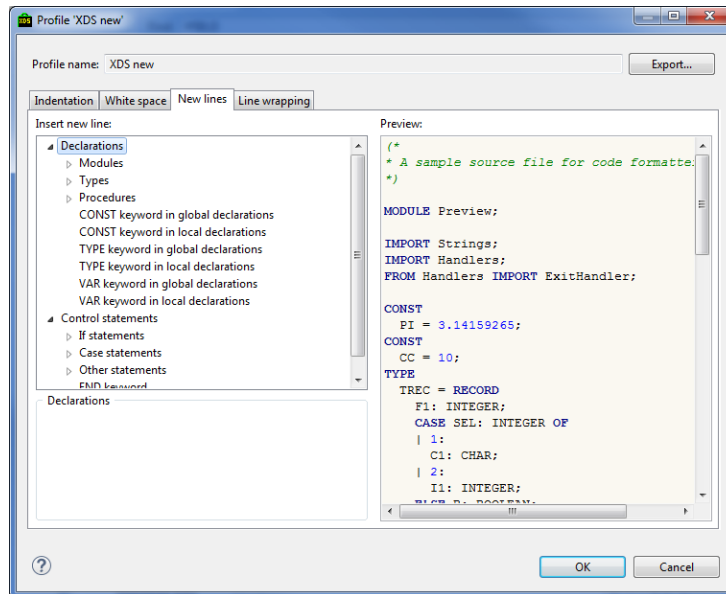 XDS
Profile 'XDS new'
Profile name: XDS new
Export...
Indentation White space New lines Line wrapping
Insert new line:
Declarations
Modules
Types
Procedures
CONST keyword in global declarations
CONST keyword in local declarations
TYPE keyword in global declarations
TYPE keyword in local declarations
VAR keyword in global declarations
VAR keyword in local declarations
Control statements
If statements
Case statements
Other statements
END keyword
Declarations
Preview:
(*
* A sample source file for code formatte
*)
MODULE Preview;
IMPORT Strings;
IMPORT Handlers;
FROM Handlers IMPORT ExitHandler;
CONST
PI = 3.14159265;
CONST
CC = 10;
TYPE
TREC = RECORD
F1: INTEGER;
CASE SEL: INTEGER OF
| 1:
C1: CHAR;
| 2:
I1: INTEGER;
ELSE B: BOOLEAN;
?
OK
Cancel